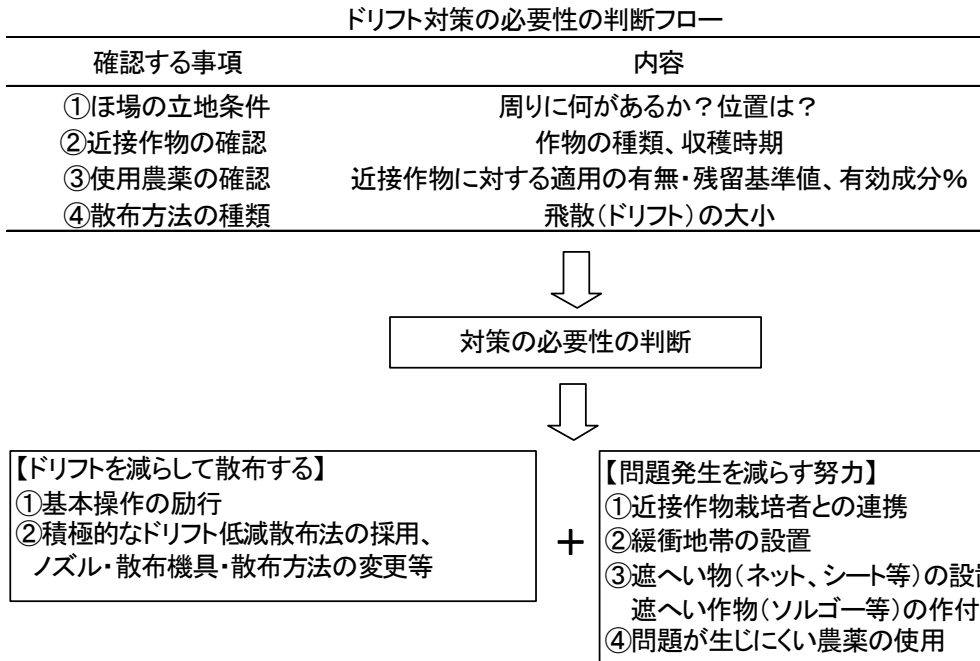 ドリフト対策の必要性の判断フロー
確認する事項 内容
①ほ場の立地条件 周りに何があるか？位置は？
②近接作物の確認 作物の種類、収穫時期
③使用農薬の確認 近接作物に対する適用の有無・残留基準値、有効成分%
④散布方法の種類 飛散（ドリフト）の大小
対策の必要性の判断
【ドリフトを減らして散布する】
①基本操作の励行
②積極的なドリフト低減散布法の採用、
ノズル・散布機具・散布方法の変更等
＋
【問題発生を減らす努力】
①近接作物栽培者との連携
②緩衝地帯の設置
③遮へい物（ネット、シート等）の設
遮へい作物（ソルゴー等）の作付
④問題が生じにくい農薬の使用